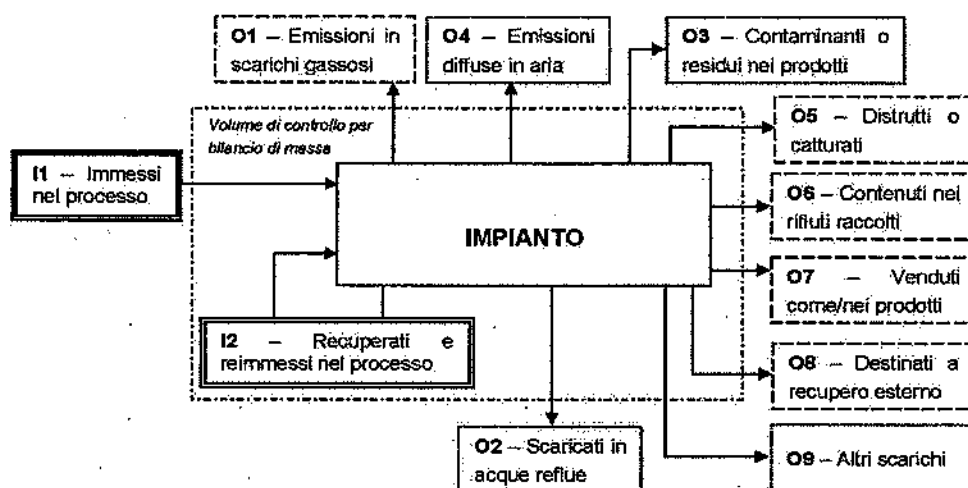 O1 – Emissioni in
scarichi gassosi
O4 – Emissioni
diffuse in aria
O3 – Contaminanti o
residui nei prodotti
Volume di controllo per
bilancio di massa
I1 – Immessi
nel processo
IMPIANTO
O5 – Distrutti o
catturati
O6 – Contenuti nei
rifiuti raccolti
O7 – Venduti
come/nei prodotti
I2 – Recuperati e
reimmessi nel processo
O8 – Destinati a
recupero esterno
O2 – Scaricati in
acque reflue
O9 – Altri scarichi